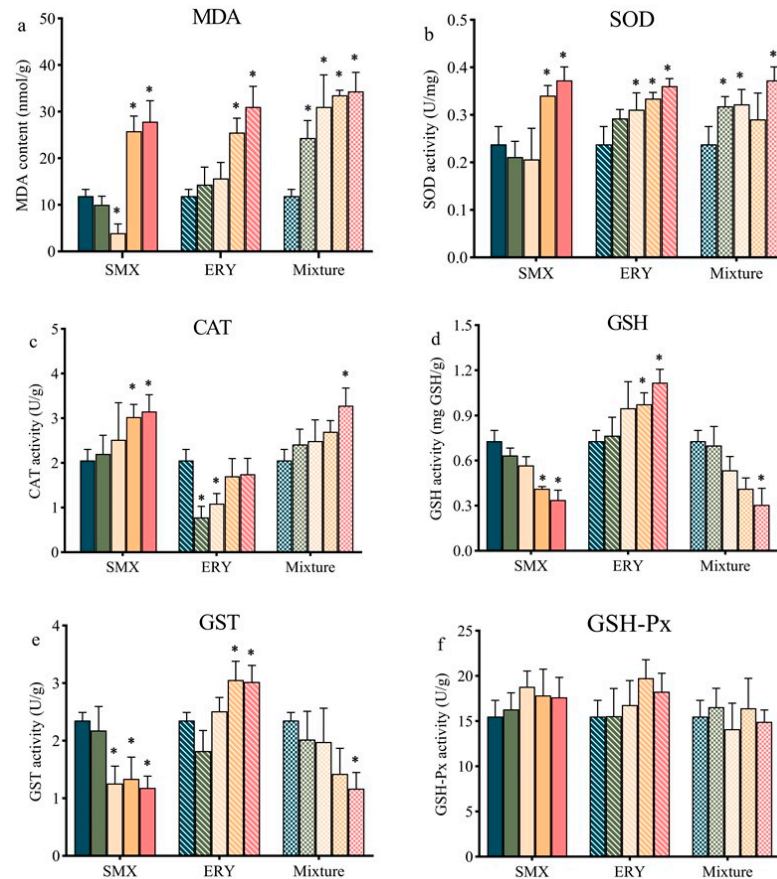 a
MDA
MDA content (nmol/g)
50
40
30
20
10
0
* * * * * * * * *
SMX ERY Mixture
b
SOD
SOD activity (U/mg)
0.5
0.4
0.3
0.2
0.1
0.0
* * * * * * * *
SMX ERY Mixture
c
CAT
CAT activity (U/g)
5
4
3
2
1
0
* * * * *
SMX ERY Mixture
d
GSH
GSH activity (mg GSH/g)
1.5
1.2
0.9
0.6
0.3
0.0
* * * * *
SMX ERY Mixture
e
GST
GST activity (U/g)
4
3
2
1
0
* * * * * *
SMX ERY Mixture
f
GSH-Px
GSH-Px activity (U/g)
25
20
15
10
5
0
SMX ERY Mixture